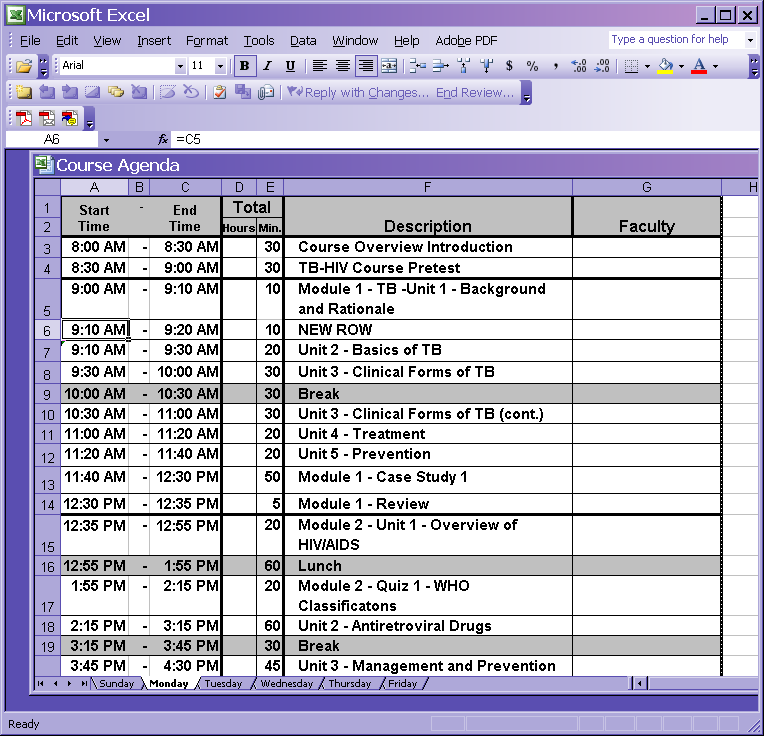 Microsoft Excel
File Edit View Insert Format Tools Data Window Help Adobe PDF Type a question for help
Arial 11 B I U $ % , .00
Reply with Changes... End Review...
A6 fx =C5
Course Agenda
A B C D E F G H
1 Start - End Total
2 Time Time Hours Min. Description Faculty
3 8:00 AM - 8:30 AM 30 Course Overview Introduction
4 8:30 AM - 9:00 AM 30 TB-HIV Course Pretest
9:00 AM - 9:10 AM 10 Module 1 - TB -Unit 1 - Background
5 and Rationale
6 9:10 AM - 9:20 AM 10 NEW ROW
7 9:10 AM - 9:30 AM 20 Unit 2 - Basics of TB
8 9:30 AM - 10:00 AM 30 Unit 3 - Clinical Forms of TB
9 10:00 AM - 10:30 AM 30 Break
10 10:30 AM - 11:00 AM 30 Unit 3 - Clinical Forms of TB (cont.)
11 11:00 AM - 11:20 AM 20 Unit 4 - Treatment
12 11:20 AM - 11:40 AM 20 Unit 5 - Prevention
13 11:40 AM - 12:30 PM 50 Module 1 - Case Study 1
14 12:30 PM - 12:35 PM 5 Module 1 - Review
12:35 PM - 12:55 PM 20 Module 2 - Unit 1 - Overview of
15 HIV/AIDS
16 12:55 PM - 1:55 PM 60 Lunch
1:55 PM - 2:15 PM 20 Module 2 - Quiz 1 - WHO
17 Classificatons
18 2:15 PM - 3:15 PM 60 Unit 2 - Antiretroviral Drugs
19 3:15 PM - 3:45 PM 30 Break
3:45 PM - 4:30 PM 45 Unit 3 - Management and Prevention
Sunday Monday Tuesday Wednesday Thursday Friday
Ready